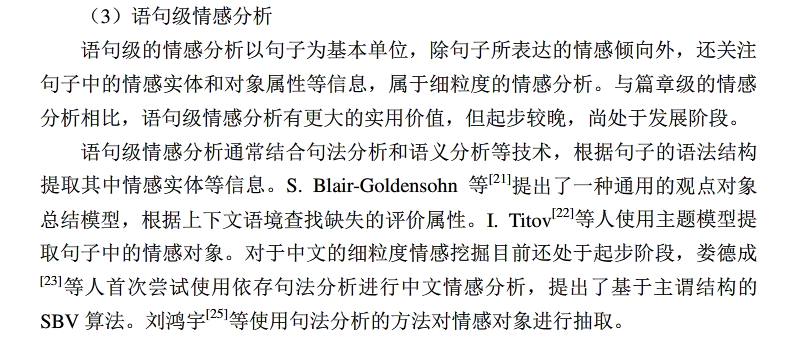 （3）语句级情感分析
语句级的情感分析以句子为基本单位，除句子所表达的情感倾向外，还关注
句子中的情感实体和对象属性等信息，属于细粒度的情感分析。与篇章级的情感
分析相比，语句级情感分析有更大的实用价值，但起步较晚，尚处于发展阶段。
语句级情感分析通常结合句法分析和语义分析等技术，根据句子的语法结构
提取其中情感实体等信息。S. Blair-Goldensohn 等[21]提出了一种通用的观点对象
总结模型，根据上下文语境查找缺失的评价属性。I. Titov[22]等人使用主题模型提
取句子中的情感对象。对于中文的细粒度情感挖掘目前还处于起步阶段，娄德成
[23]等人首次尝试使用依存句法分析进行中文情感分析，提出了基于主谓结构的
SBV 算法。刘鸿宇[25]等使用句法分析的方法对情感对象进行抽取。